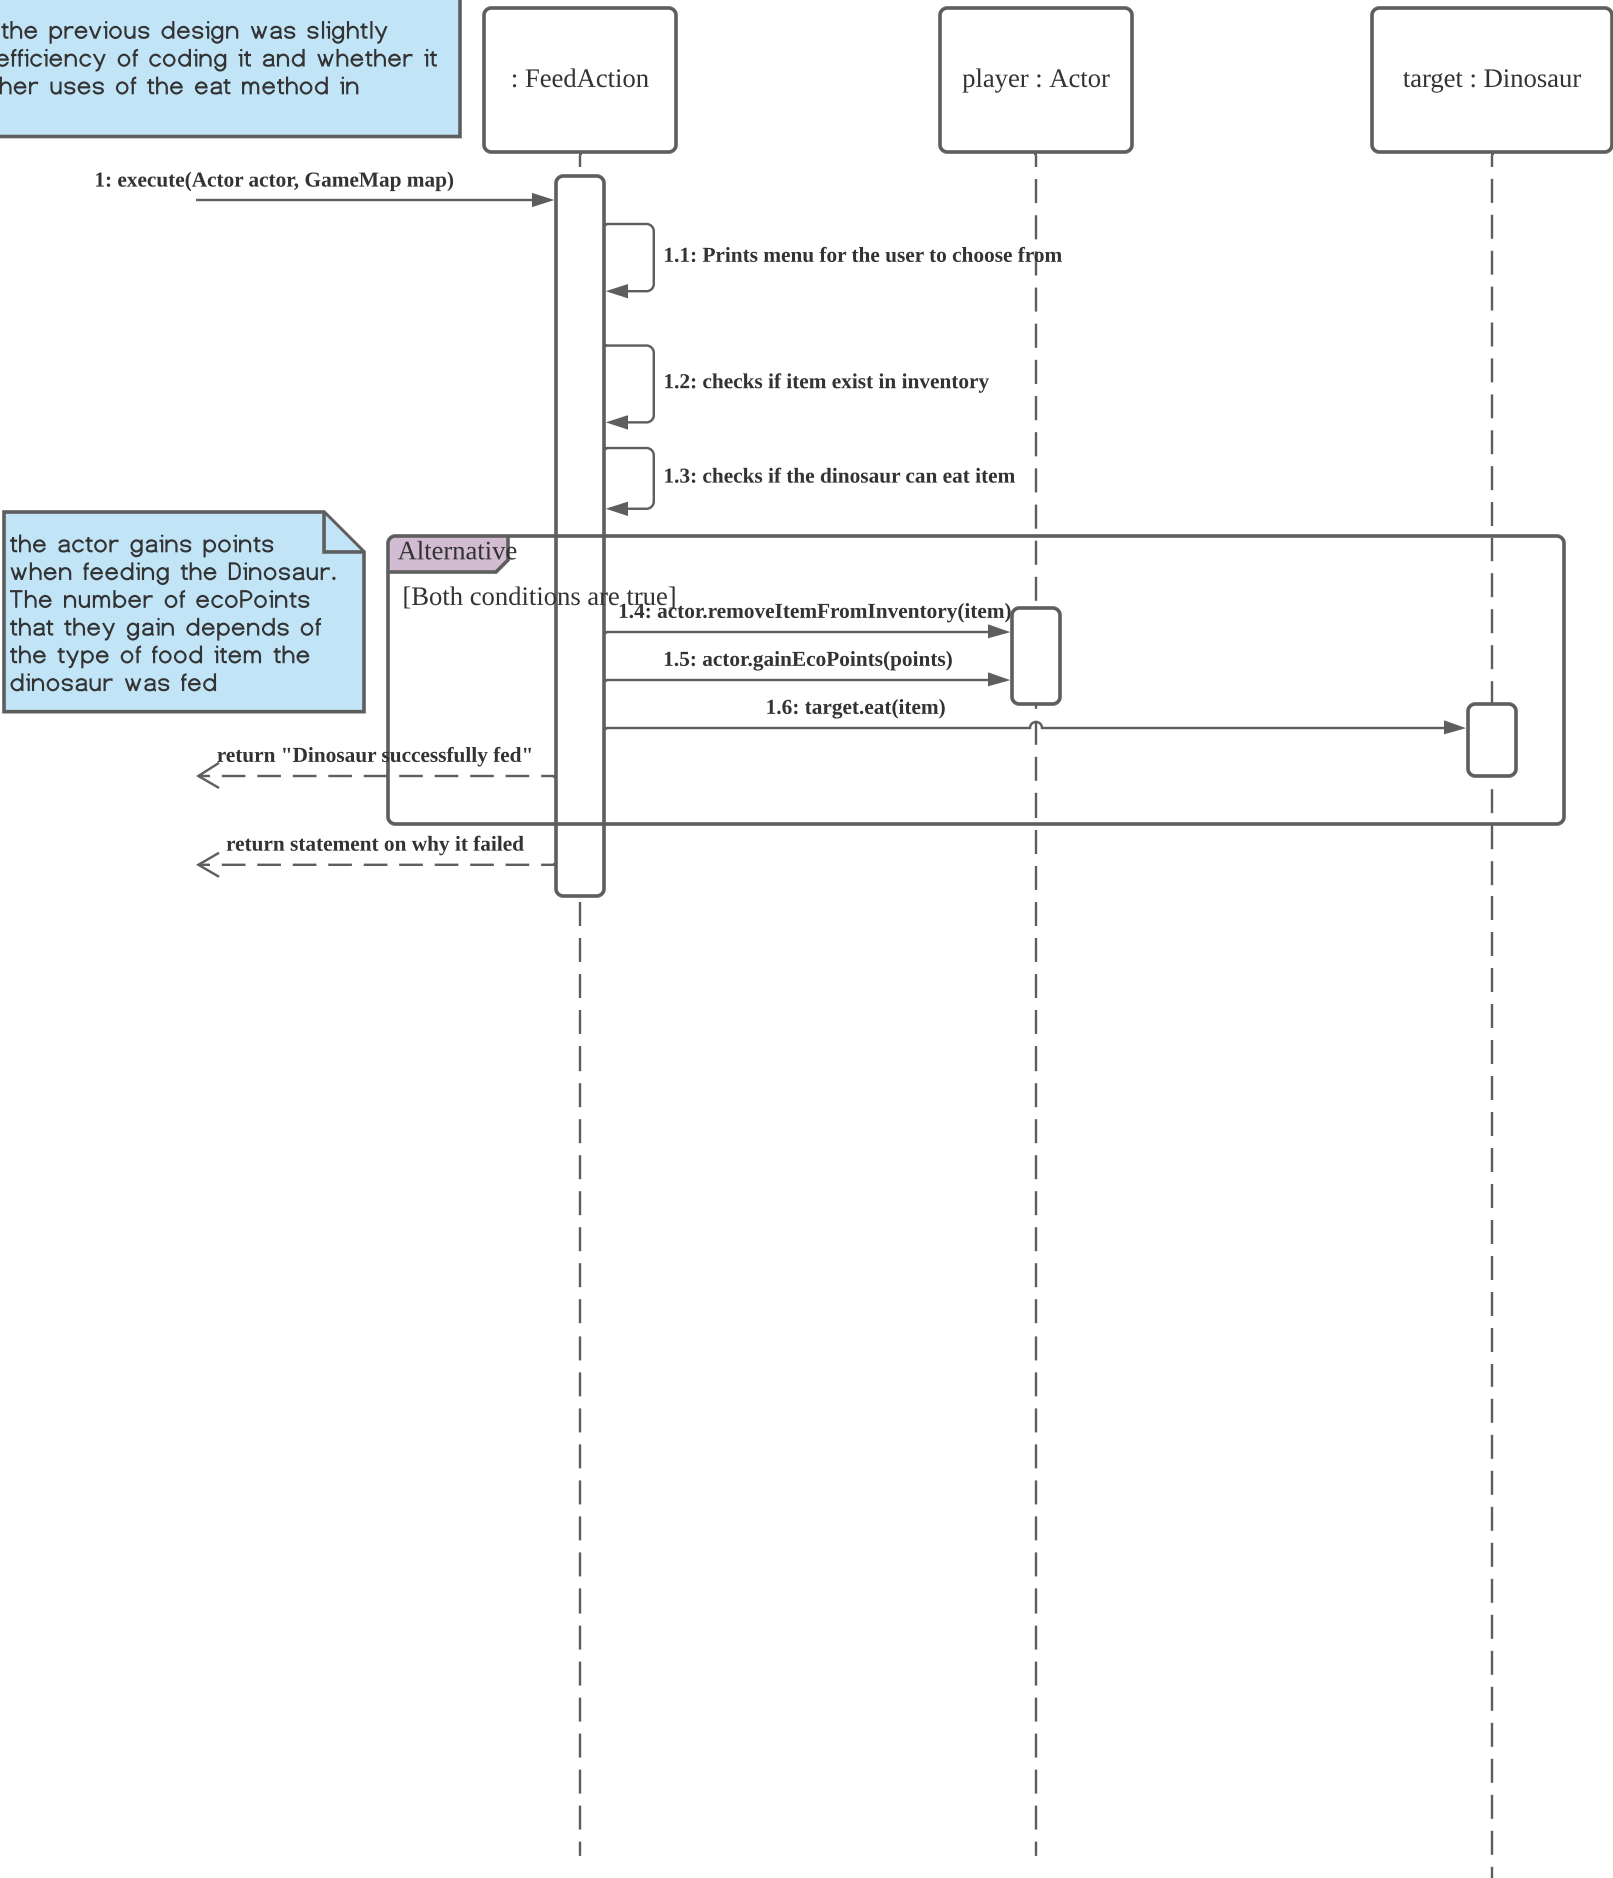 the previous design was slightly
efficiency of coding it and whether it
her uses of the eat method in
: FeedAction
player : Actor
target : Dinosaur
1: execute(Actor actor, GameMap map)
1.1: Prints menu for the user to choose from
1.2: checks if item exist in inventory
1.3: checks if the dinosaur can eat item
the actor gains points
when feeding the Dinosaur.
The number of ecoPoints
that they gain depends of
the type of food item the
dinosaur was fed
Alternative
[Both conditions are true]
1.4: actor.removeItemFromInventory(item)
1.5: actor.gainEcoPoints(points)
1.6: target.eat(item)
return "Dinosaur successfully fed"
return statement on why it failed